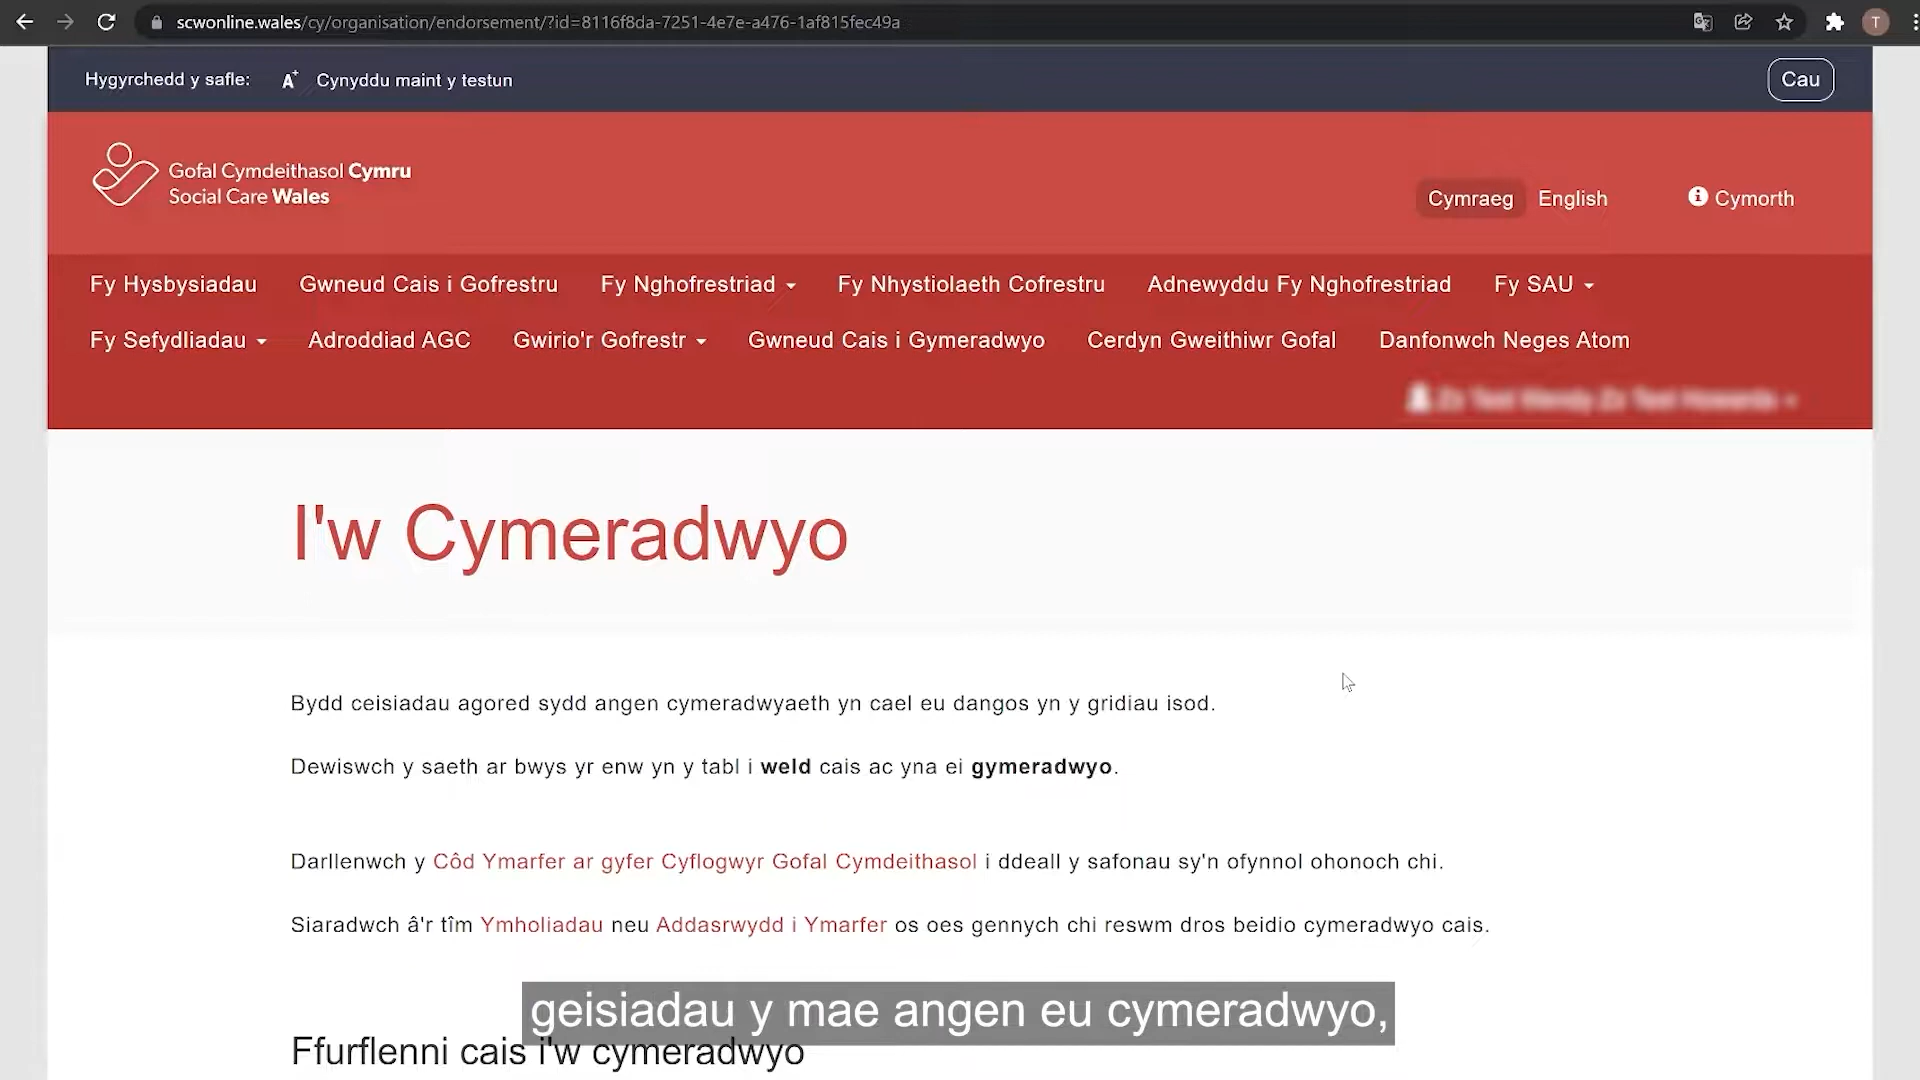 scwonline.wales/cy/organisation/endorsement/?id=8116f8da-7251-4e7e-a476-1af815fec49a
T
Hygyrchedd y safle: A+ Cynyddu maint y testun
Cau
Gofal Cymdeithasol Cymru
Social Care Wales
Cymraeg English Cymorth
Fy Hysbysiadau Gwneud Cais i Gofrestru Fy Nghofrestriad Fy Nhystiolaeth Cofrestru Adnewyddu Fy Nghofrestriad Fy SAU
Fy Sefydliadau Adroddiad AGC Gwirio'r Gofrestr Gwneud Cais i Gymeradwyo Cerdyn Gweithiwr Gofal Danfonwch Neges Atom
I'w Cymeradwyo
Bydd ceisiadau agored sydd angen cymeradwyaeth yn cael eu dangos yn y gridiau isod.
Dewiswch y saeth ar bwys yr enw yn y tabl i weld cais ac yna ei gymeradwyo.
Darllenwch y Côd Ymarfer ar gyfer Cyflogwyr Gofal Cymdeithasol i ddeall y safonau sy'n ofynnol ohonoch chi.
Siaradwch â'r tîm Ymholiadau neu Addasrwydd i Ymarfer os oes gennych chi reswm dros beidio cymeradwyo cais.
geisiadau y mae angen eu cymeradwyo,
Ffurflenni cais i'w cymeradwyo